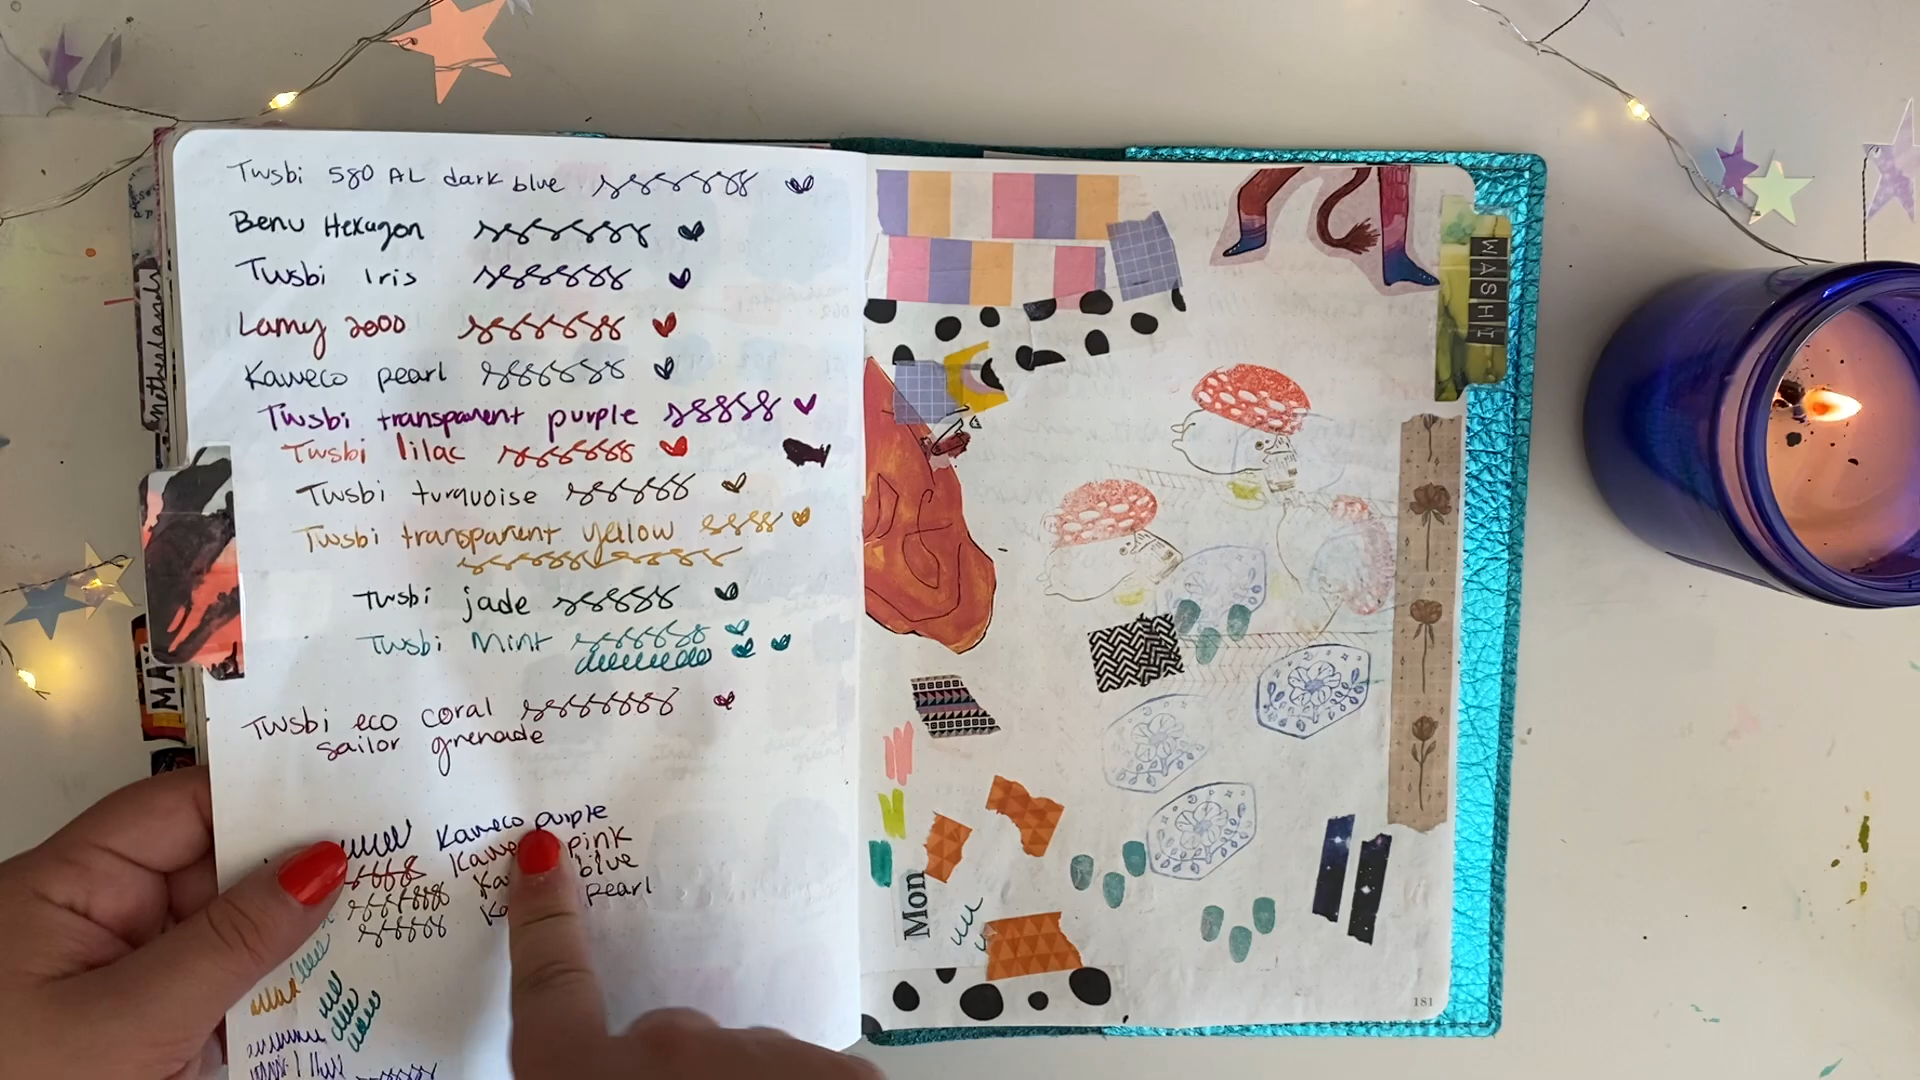 Twsbi 580 AL dark blue
Benu Hexagon
Twsbi Iris
Lamy 2000
Kaweco pearl
Twsbi transparent purple
Twsbi lilac
Twsbi turquoise
Twsbi transparent yellow
Twsbi jade
Twsbi Mint
Twsbi eco coral
sailor grenade
Kaweco purple
pink
blue
pearl
WASHI
Mon
181
netherlands